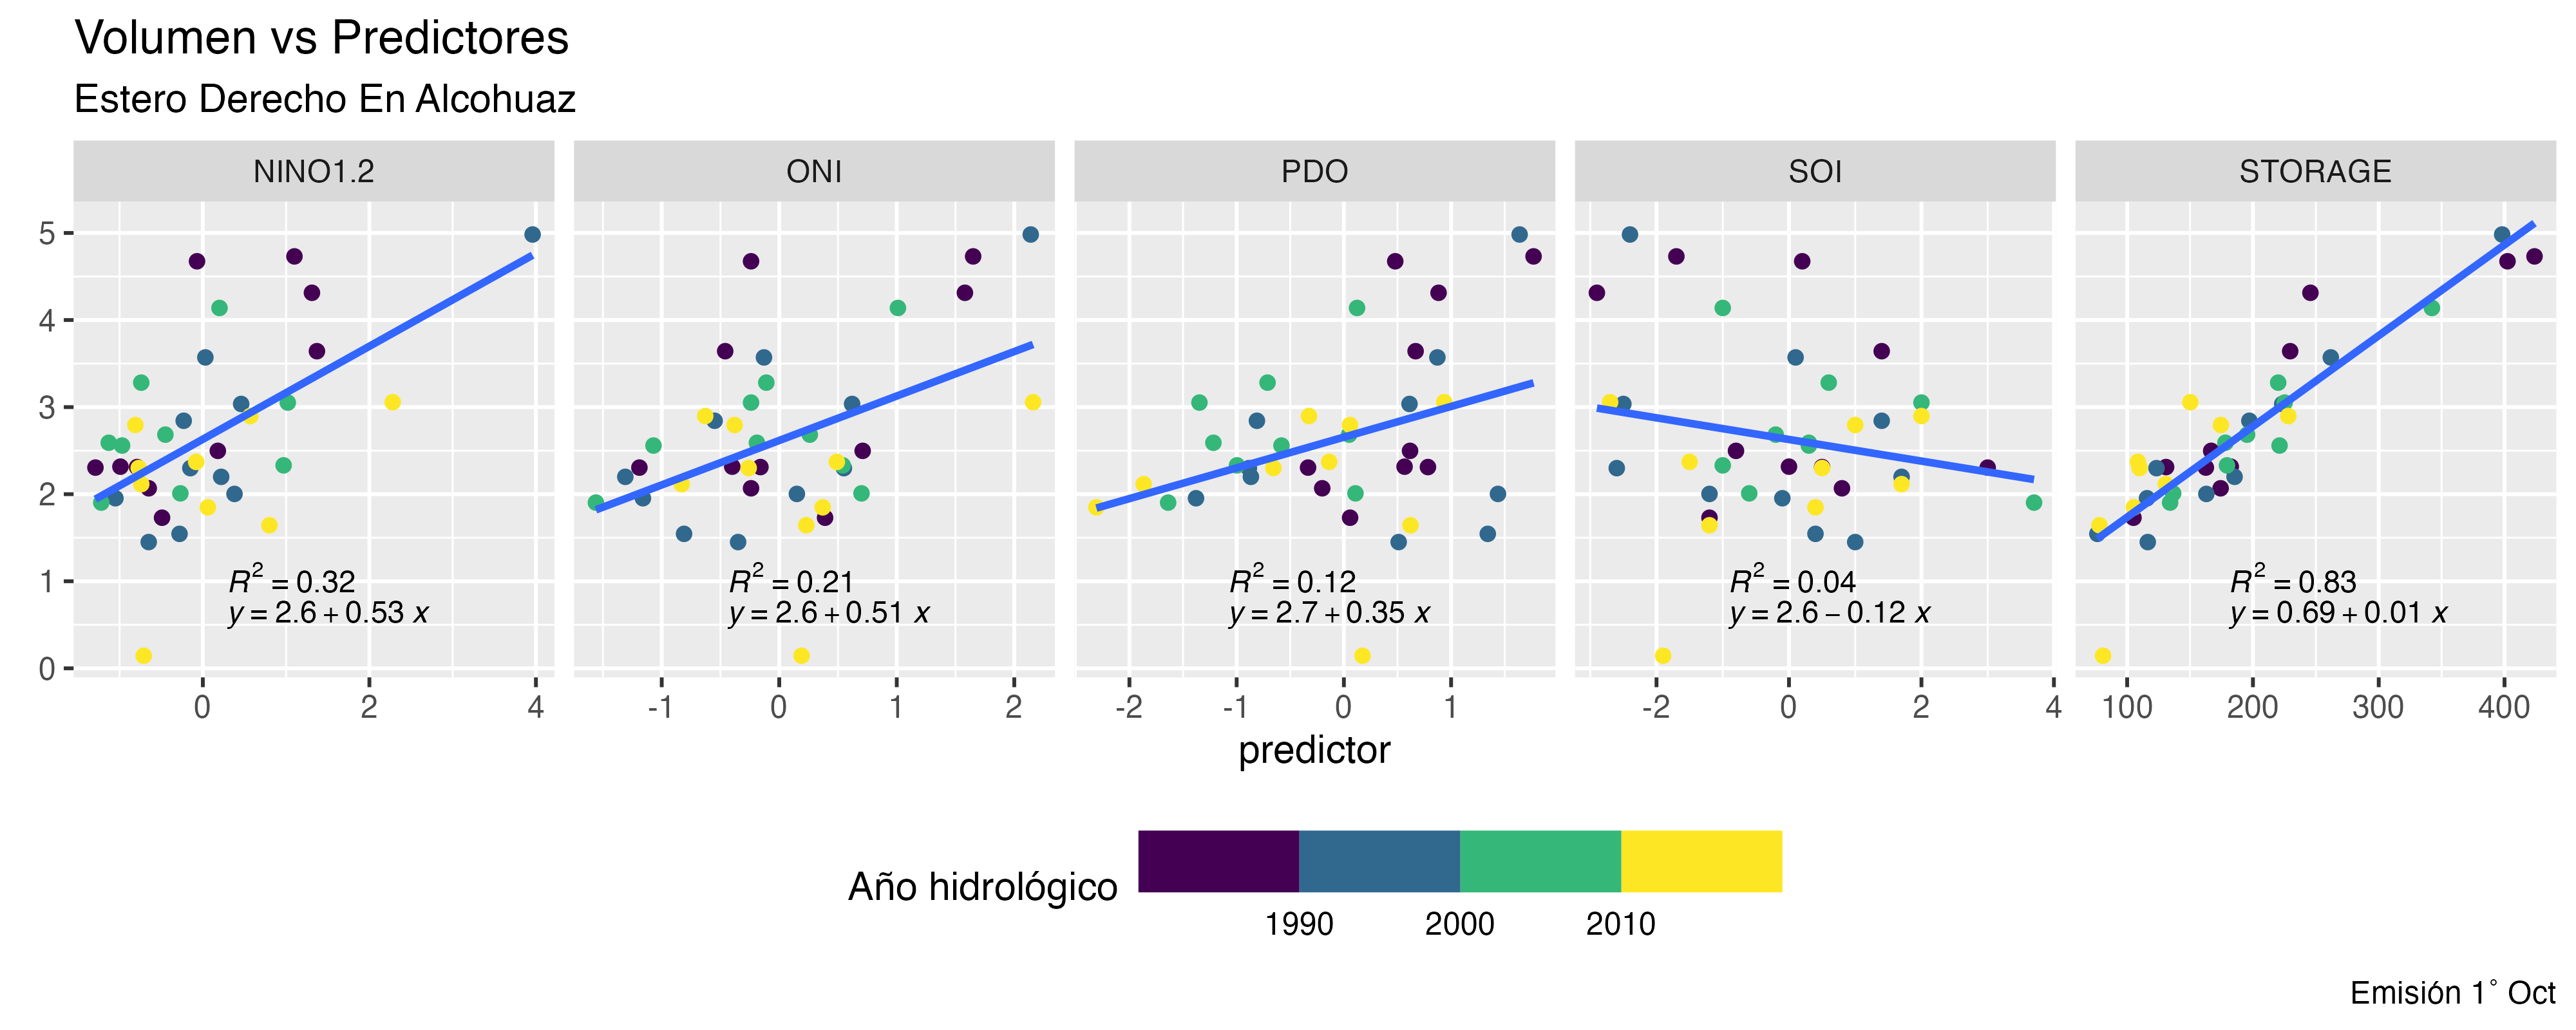 Volumen vs Predictores
Estero Derecho En Alcohuaz
NINO1.2 ONI PDO SOI STORAGE
5
4
3
2
1
0
R² = 0.32 R² = 0.21 R² = 0.12 R² = 0.04 R² = 0.83
y = 2.6 + 0.53 x y = 2.6 + 0.51 x y = 2.7 + 0.35 x y = 2.6 − 0.12 x y = 0.69 + 0.01 x
0 2 4 -1 0 1 2 -2 -1 0 1 -2 0 2 4 100 200 300 400
predictor
Año hidrológico
1990 2000 2010
Emisión 1° Oct